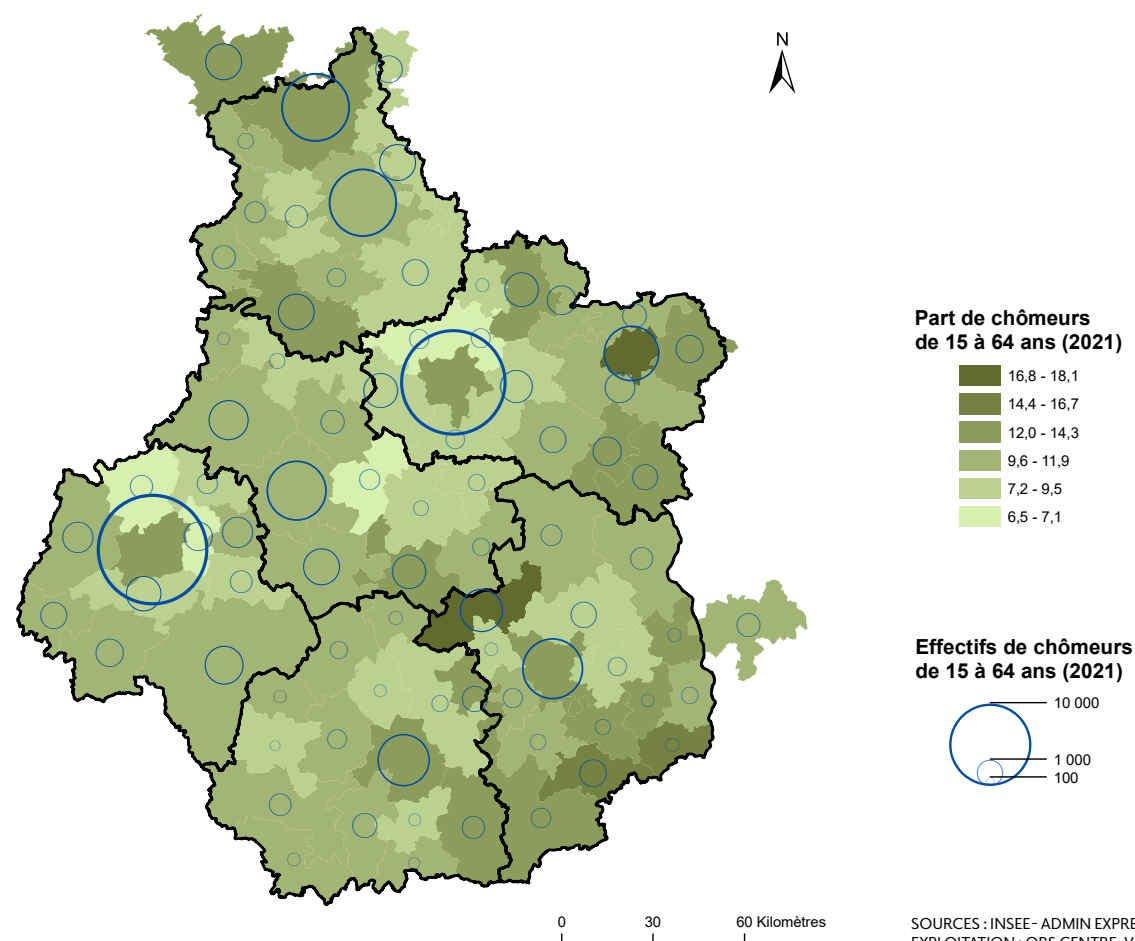 N
Part de chômeurs
de 15 à 64 ans (2021)
16,8 - 18,1
14,4 - 16,7
12,0 - 14,3
9,6 - 11,9
7,2 - 9,5
6,5 - 7,1
Effectifs de chômeurs
de 15 à 64 ans (2021)
10 000
1 000
100
0 30 60 Kilomètres
SOURCES : INSEE- ADMIN EXPRE